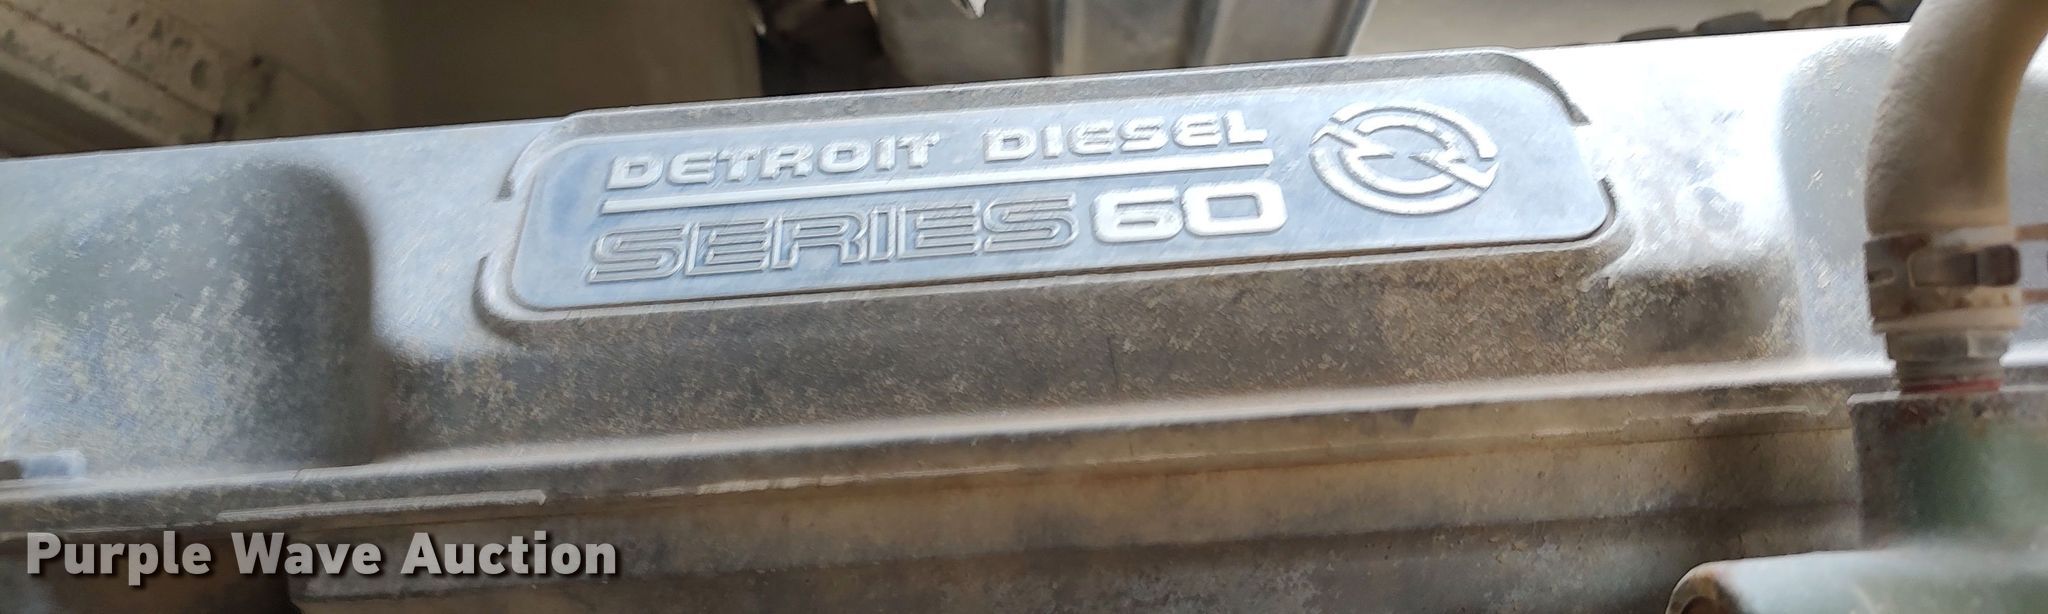 DETROIT DIESEL
SERIES 60
Purple Wave Auction